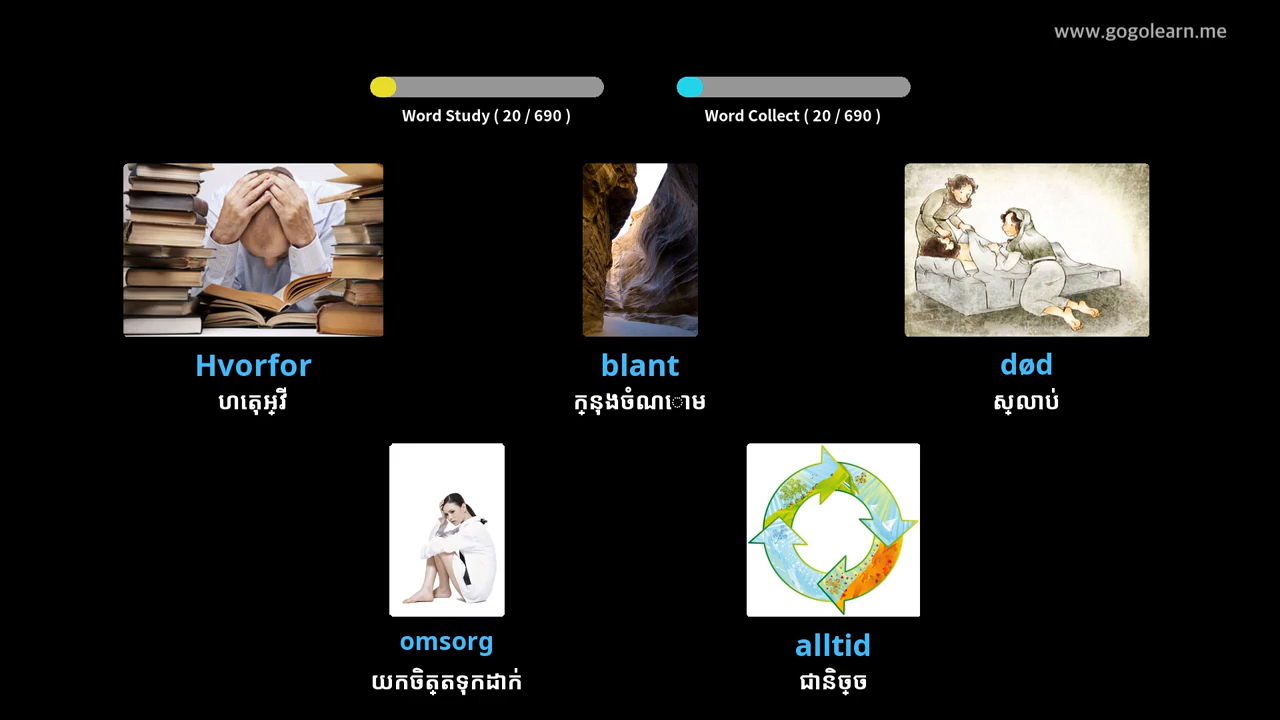 www.gogolearn.me
Word Study ( 20 / 690 )
Word Collect ( 20 / 690 )
Hvorfor
ហេតុអ្វី
blant
ក្នុងចំណោម
død
ស្លាប់
omsorg
យកចិត្តទុកដាក់
alltid
ជានិច្ច